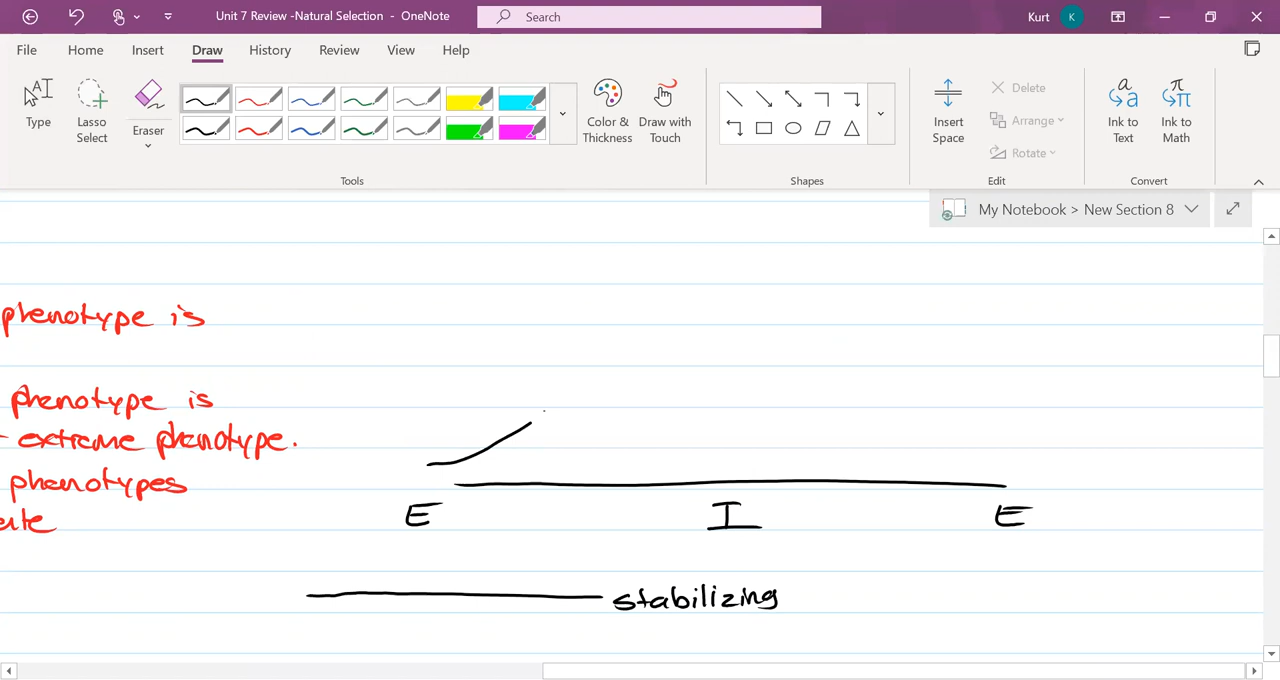 Unit 7 Review -Natural Selection - OneNote
Search
Kurt K
File Home Insert Draw History Review View Help
Type
Lasso Select
Eraser
Color & Thickness
Draw with Touch
Insert Space
Delete
Arrange
Rotate
Ink to Text
Ink to Math
Tools
Shapes
Edit
Convert
My Notebook > New Section 8
phenotype is
phenotype is
extreme phenotype.
phenotypes
E I E
stabilizing